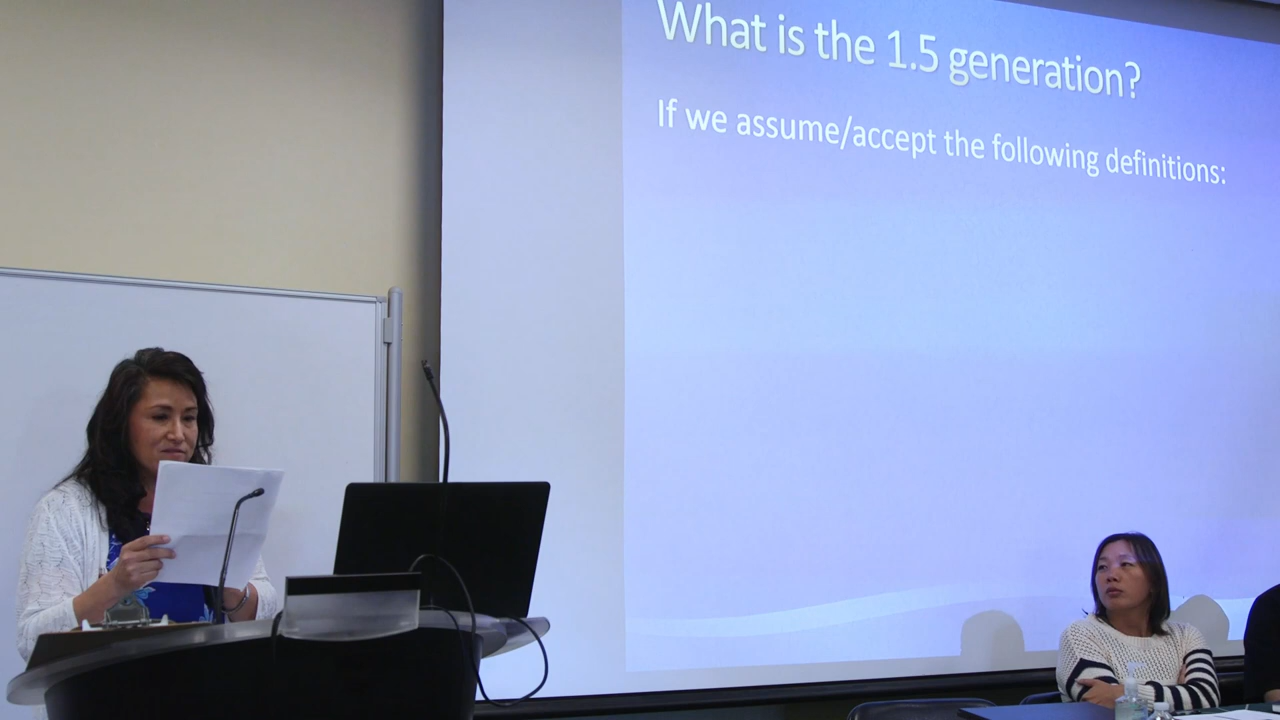 What is the 1.5 generation?
If we assume/accept the following definitions: